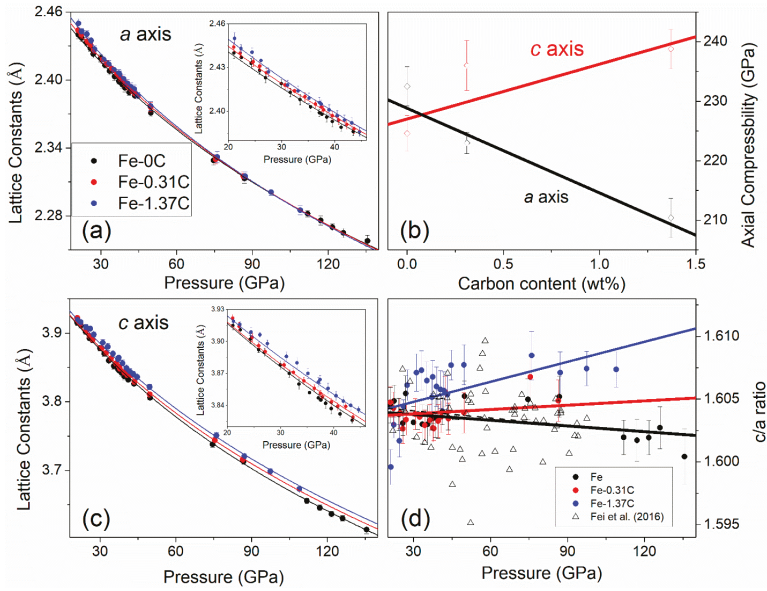 2.46
2.40
2.34
2.28
Lattice Constants (Å)
a axis
Fe-0C
Fe-0.31C
Fe-1.37C
(a)
30 60 90 120
Pressure (GPa)
2.46
2.43
2.40
Lattice Constants (Å)
20 30 40
Pressure (GPa)
c axis
a axis
(b)
240
230
220
210
Axial Compressibility (GPa)
0.0 0.5 1.0 1.5
Carbon content (wt%)
3.9
3.8
3.7
Lattice Constants (Å)
c axis
(c)
30 60 90 120
Pressure (GPa)
3.93
3.90
3.87
3.84
Lattice Constants (Å)
20 30 40
Pressure (GPa)
1.610
1.605
1.600
1.595
c/a ratio
Fe
Fe-0.31C
Fe-1.37C
Fei et al. (2016)
(d)
30 60 90 120
Pressure (GPa)